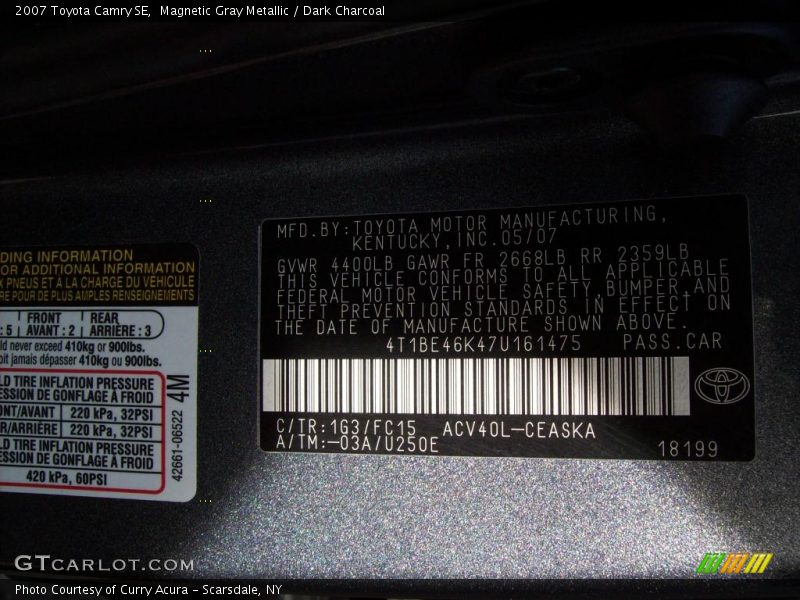 2007 Toyota Camry SE,  Magnetic Gray Metallic / Dark Charcoal
DING INFORMATION
OR ADDITIONAL INFORMATION
X PNEUS ET A LA CHARGE DU VÉHICULE
RE POUR DE PLUS AMPLES RENSEIGNEMENTS
: 5 | FRONT AVANT : 2 | REAR ARRIÈRE : 3
ld never exceed 410kg or 900lbs.
oit jamais dépasser 410kg ou 900lbs.
LD TIRE INFLATION PRESSURE
ESSION DE GONFLAGE À FROID
ONT/AVANT 220 kPa, 32PSI
R/ARRIÈRE 220 kPa, 32PSI
LD TIRE INFLATION PRESSURE
ESSION DE GONFLAGE À FROID
420 kPa, 60PSI
42661-06522 4M
MFD.BY:TOYOTA MOTOR MANUFACTURING,
KENTUCKY,INC.05/07
GVWR 4400LB GAWR FR 2668LB RR 2359LB
THIS VEHICLE CONFORMS TO ALL APPLICABLE
FEDERAL MOTOR VEHICLE SAFETY,BUMPER,AND
THEFT PREVENTION STANDARDS IN EFFECT ON
THE DATE OF MANUFACTURE SHOWN ABOVE.
4T1BE46K47U161475 PASS.CAR
C/TR:1G3/FC15 ACV40L-CEASKA
A/TM:-03A/U250E
18199
GTCARLOT.COM
Photo Courtesy of Curry Acura - Scarsdale, NY